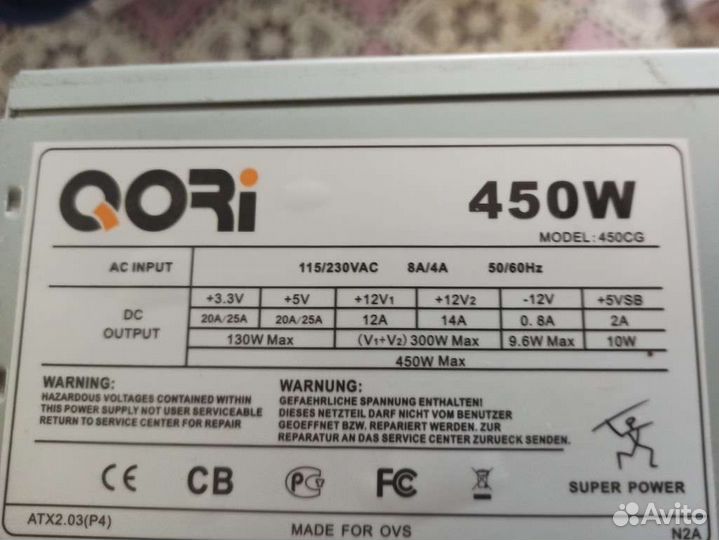 QORi
450W
MODEL: 450CG
AC INPUT 115/230VAC 8A/4A 50/60Hz
DC OUTPUT
+3.3V +5V +12V1 +12V2 -12V +5VSB
20A/25A 20A/25A 12A 14A 0.8A 2A
130W Max (V1+V2)300W Max 9.6W Max 10W
450W Max
WARNING:
HAZARDOUS VOLTAGES CONTAINED WITHIN
THIS POWER SUPPLY NOT USER SERVICEABLE
RETURN TO SERVICE CENTER FOR REPAIR
WARNUNG:
GEFAEHRLICHE SPANNUNG ENTHALTEN!
DIESES NETZTEIL DARF NICHT VOM BENUTZER
GEOEFFNET BZW. REPARIERT WERDEN. ZUR
REPARATUR AN DAS SERVICE CENTER ZURUECK SENDEN.
CE CB PC FC
SUPER POWER
ATX2.03(P4)
MADE FOR OVS
N2A
Avito